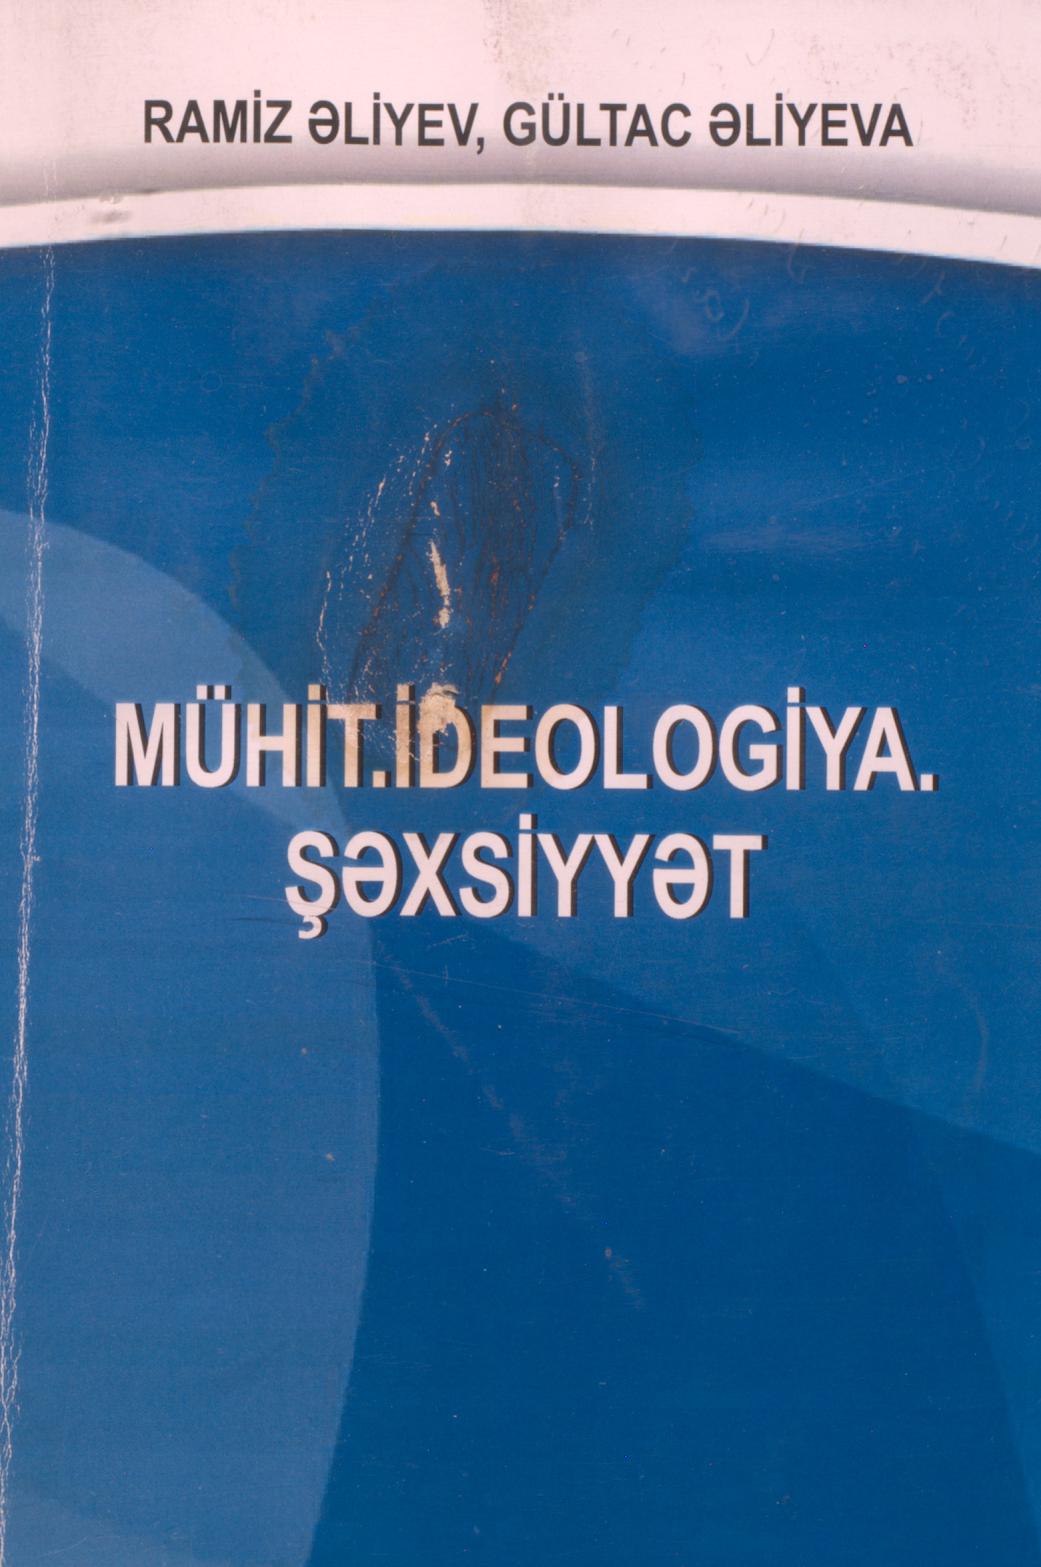 RAMİZ ƏLİYEV, GÜLTAC ƏLİYEVA
MÜHİT.İDEOLOGİYA.
ŞƏXSİYYƏT